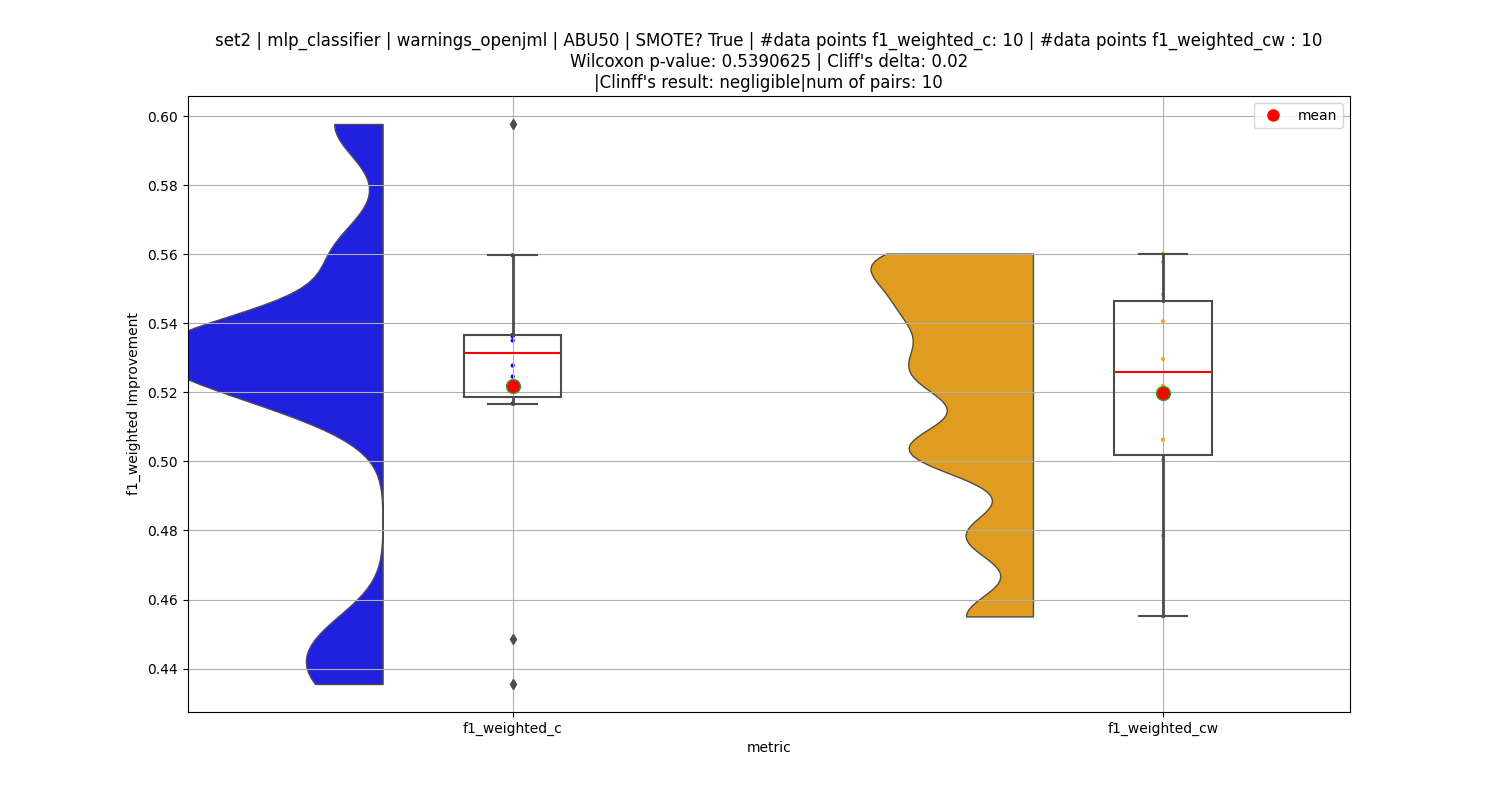 set2 | mlp_classifier | warnings_openjml | ABU50 | SMOTE? True | #data points f1_weighted_c: 10 | #data points f1_weighted_cw : 10
Wilcoxon p-value: 0.5390625 | Cliff's delta: 0.02
|Clinff's result: negligible|num of pairs: 10
mean
0.60
0.58
0.56
0.54
0.52
0.50
0.48
0.46
0.44
f1_weighted Improvement
f1_weighted_c
f1_weighted_cw
metric